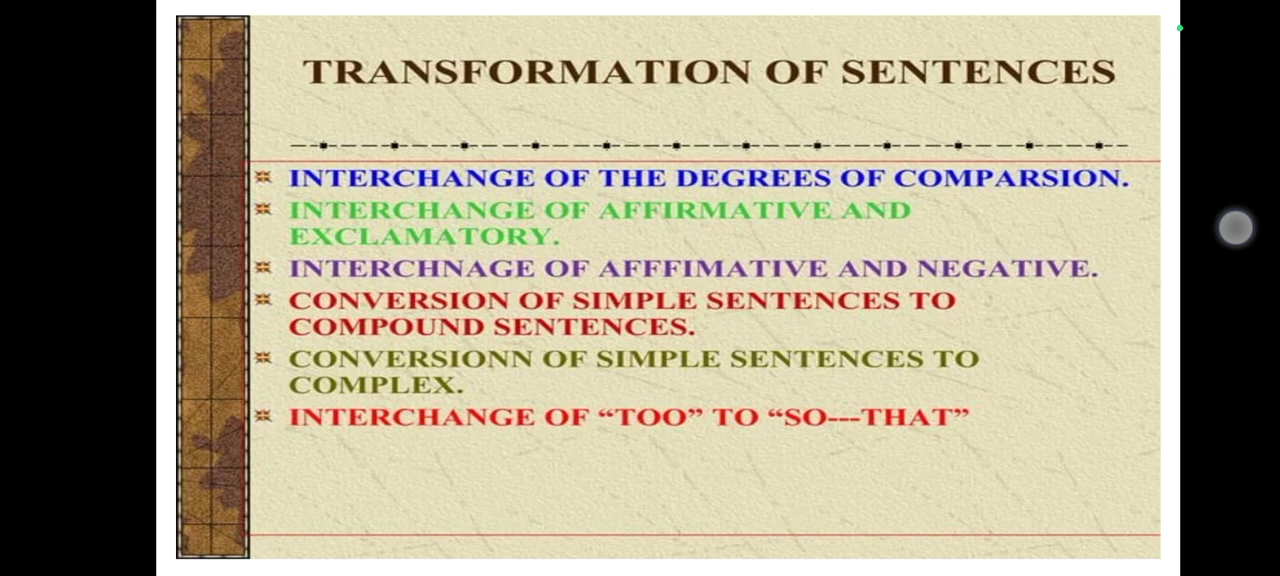 TRANSFORMATION OF SENTENCES
INTERCHANGE OF THE DEGREES OF COMPARSION.
INTERCHANGE OF AFFIRMATIVE AND
EXCLAMATORY.
INTERCHNAGE OF AFFFIMATIVE AND NEGATIVE.
CONVERSION OF SIMPLE SENTENCES TO
COMPOUND SENTENCES.
CONVERSIONN OF SIMPLE SENTENCES TO
COMPLEX.
INTERCHANGE OF “TOO” TO “SO---THAT”